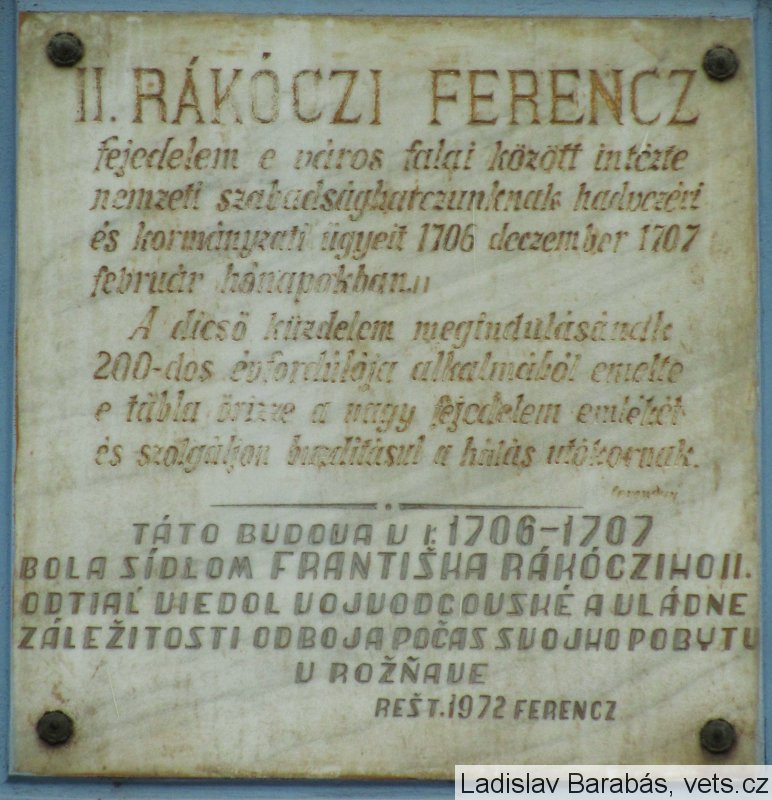 II. RÁKÓCZI FERENCZ
fejedelem e város falai között intézte
nemzeti szabadságharczunknak hadvezéri
és kormányzati ügyeit 1706 deczember 1707
február hónapokban.
A dicső küzdelem megindulásának
200-dos évfordulója alkalmából emelte
e tábla őrizze a nagy fejedelem emlékét
és szolgáljon buzdításul a hálás utókornak.
TÁTO BUDOVA V r. 1706-1707
BOLA SÍDLOM FRANTIŠKA RÁKÓCZIHO II.
ODTIAĽ VIEDOL VOJVODCOVSKÉ A VLÁDNE
ZÁLEŽITOSTI ODBOJA POČAS SVOJHO POBYTU
V ROŽŇAVE
REŠT. 1972 FERENCZ
Ladislav Barabás, vets.cz